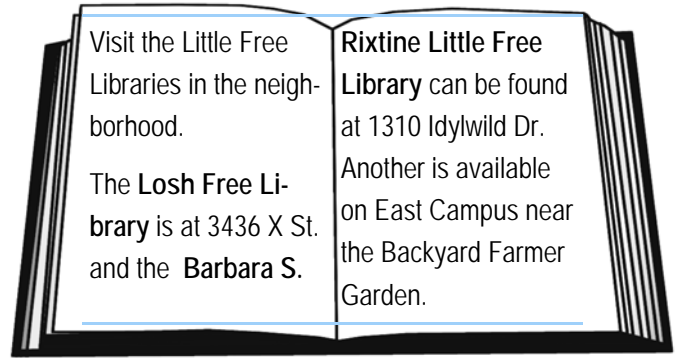 Visit the Little Free
Libraries in the neigh-
borhood.
The Losh Free Li-
brary is at 3436 X St.
and the Barbara S.
Rixtine Little Free
Library can be found
at 1310 Idylwild Dr.
Another is available
on East Campus near
the Backyard Farmer
Garden.